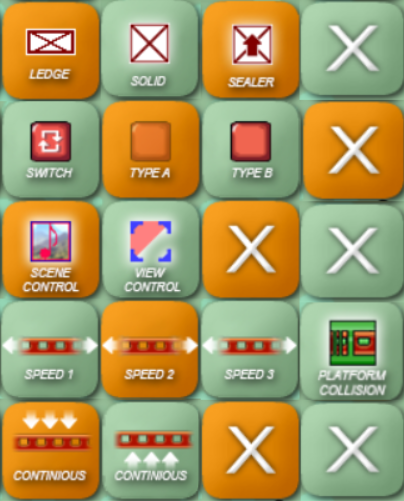 LEDGE
SOLID
SEALER
X
SWITCH
TYPE A
TYPE B
X
SCENE
CONTROL
VIEW
CONTROL
X
X
SPEED 1
SPEED 2
SPEED 3
PLATFORM
COLLISION
CONTINIOUS
CONTINIOUS
X
X